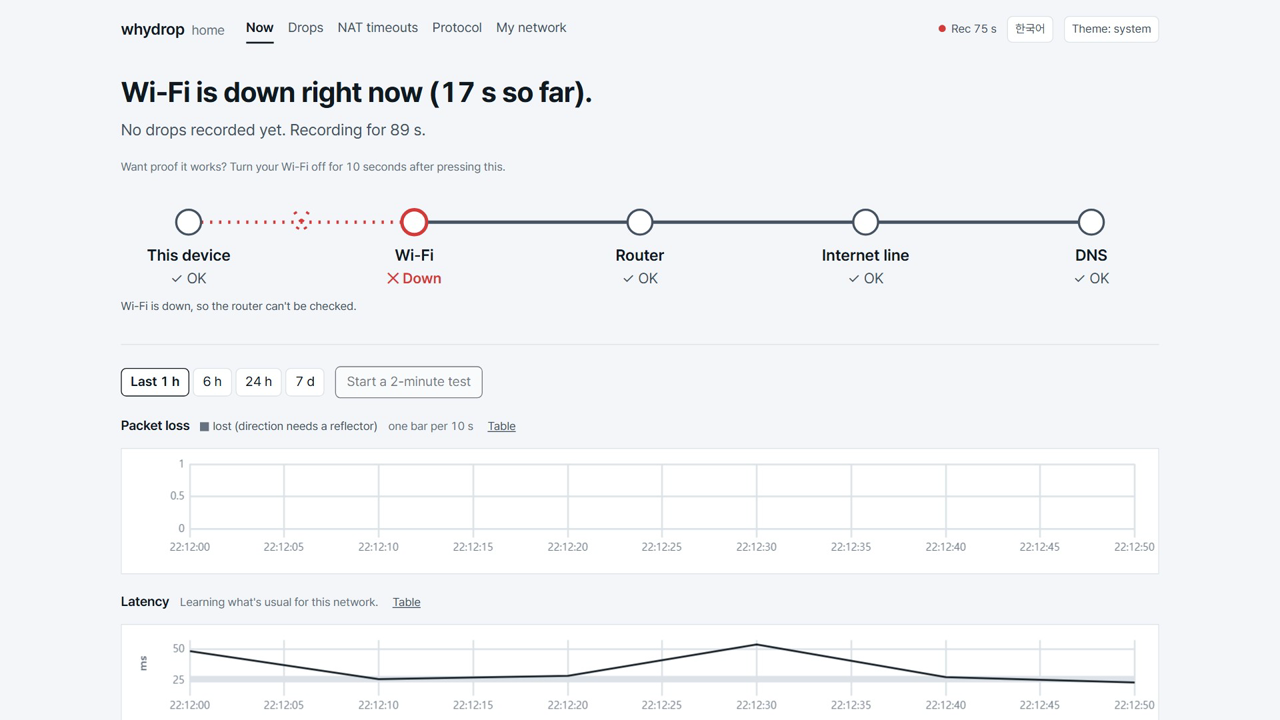 whydrop home Now Drops NAT timeouts Protocol My network Rec 75 s 한국어 Theme: system
Wi-Fi is down right now (17 s so far).
No drops recorded yet. Recording for 89 s.
Want proof it works? Turn your Wi-Fi off for 10 seconds after pressing this.
This device Wi-Fi Router Internet line DNS
OK Down OK OK OK
Wi-Fi is down, so the router can't be checked.
Last 1 h 6 h 24 h 7 d Start a 2-minute test
Packet loss lost (direction needs a reflector) one bar per 10 s Table
1
0.5
0
22:12:00 22:12:05 22:12:10 22:12:15 22:12:20 22:12:25 22:12:30 22:12:35 22:12:40 22:12:45 22:12:50
Latency Learning what's usual for this network. Table
ms
50
25
22:12:00 22:12:05 22:12:10 22:12:15 22:12:20 22:12:25 22:12:30 22:12:35 22:12:40 22:12:45 22:12:50